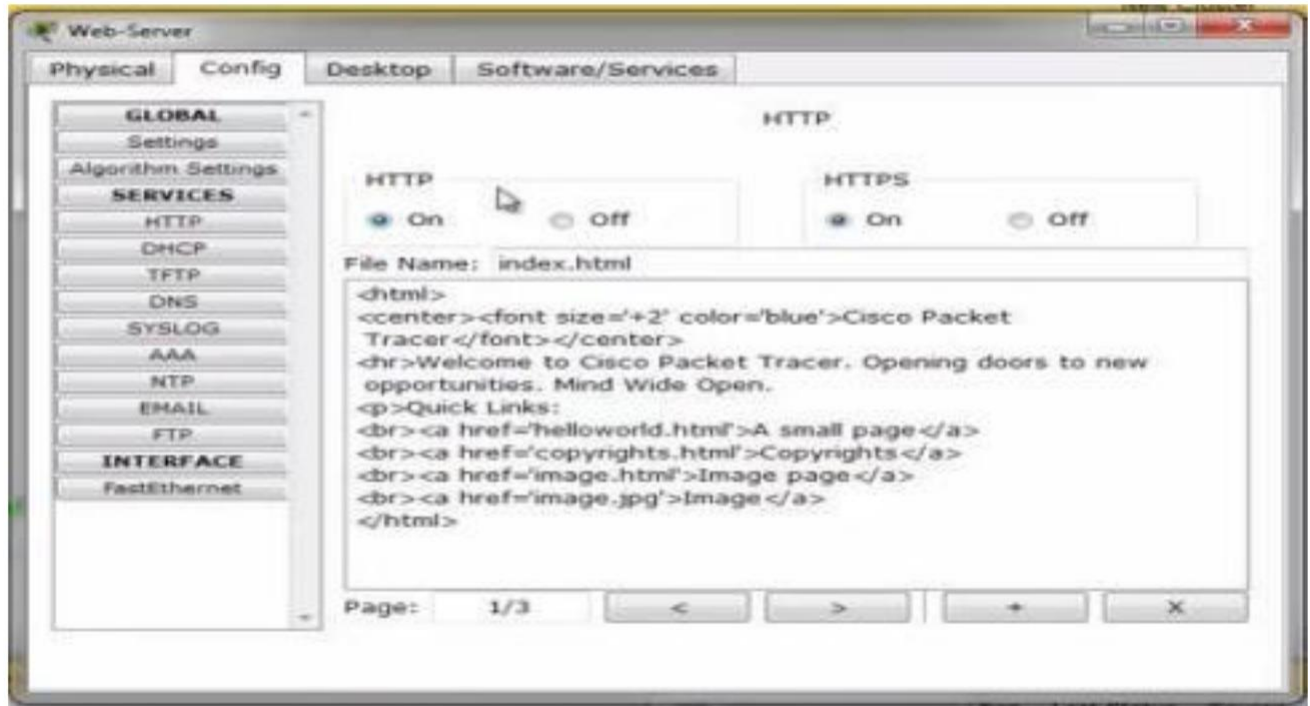 Web-Server
Physical Config Desktop Software/Services
GLOBAL
Settings
Algorithm Settings
SERVICES
HTTP
DHCP
TFTP
DNS
SYSLOG
AAA
NTP
EMAIL
FTP
INTERFACE
FastEthernet
HTTP
HTTP
On Off
HTTPS
On Off
File Name: index.html
<html>
<center><font size='+2' color='blue'>Cisco Packet
Tracer</font></center>
<hr>Welcome to Cisco Packet Tracer. Opening doors to new
opportunities. Mind Wide Open.
<p>Quick Links:
<br><a href='helloworld.html'>A small page</a>
<br><a href='copyrights.html'>Copyrights</a>
<br><a href='image.html'>Image page</a>
<br><a href='image.jpg'>Image</a>
</html>
Page: 1/3 < > + X